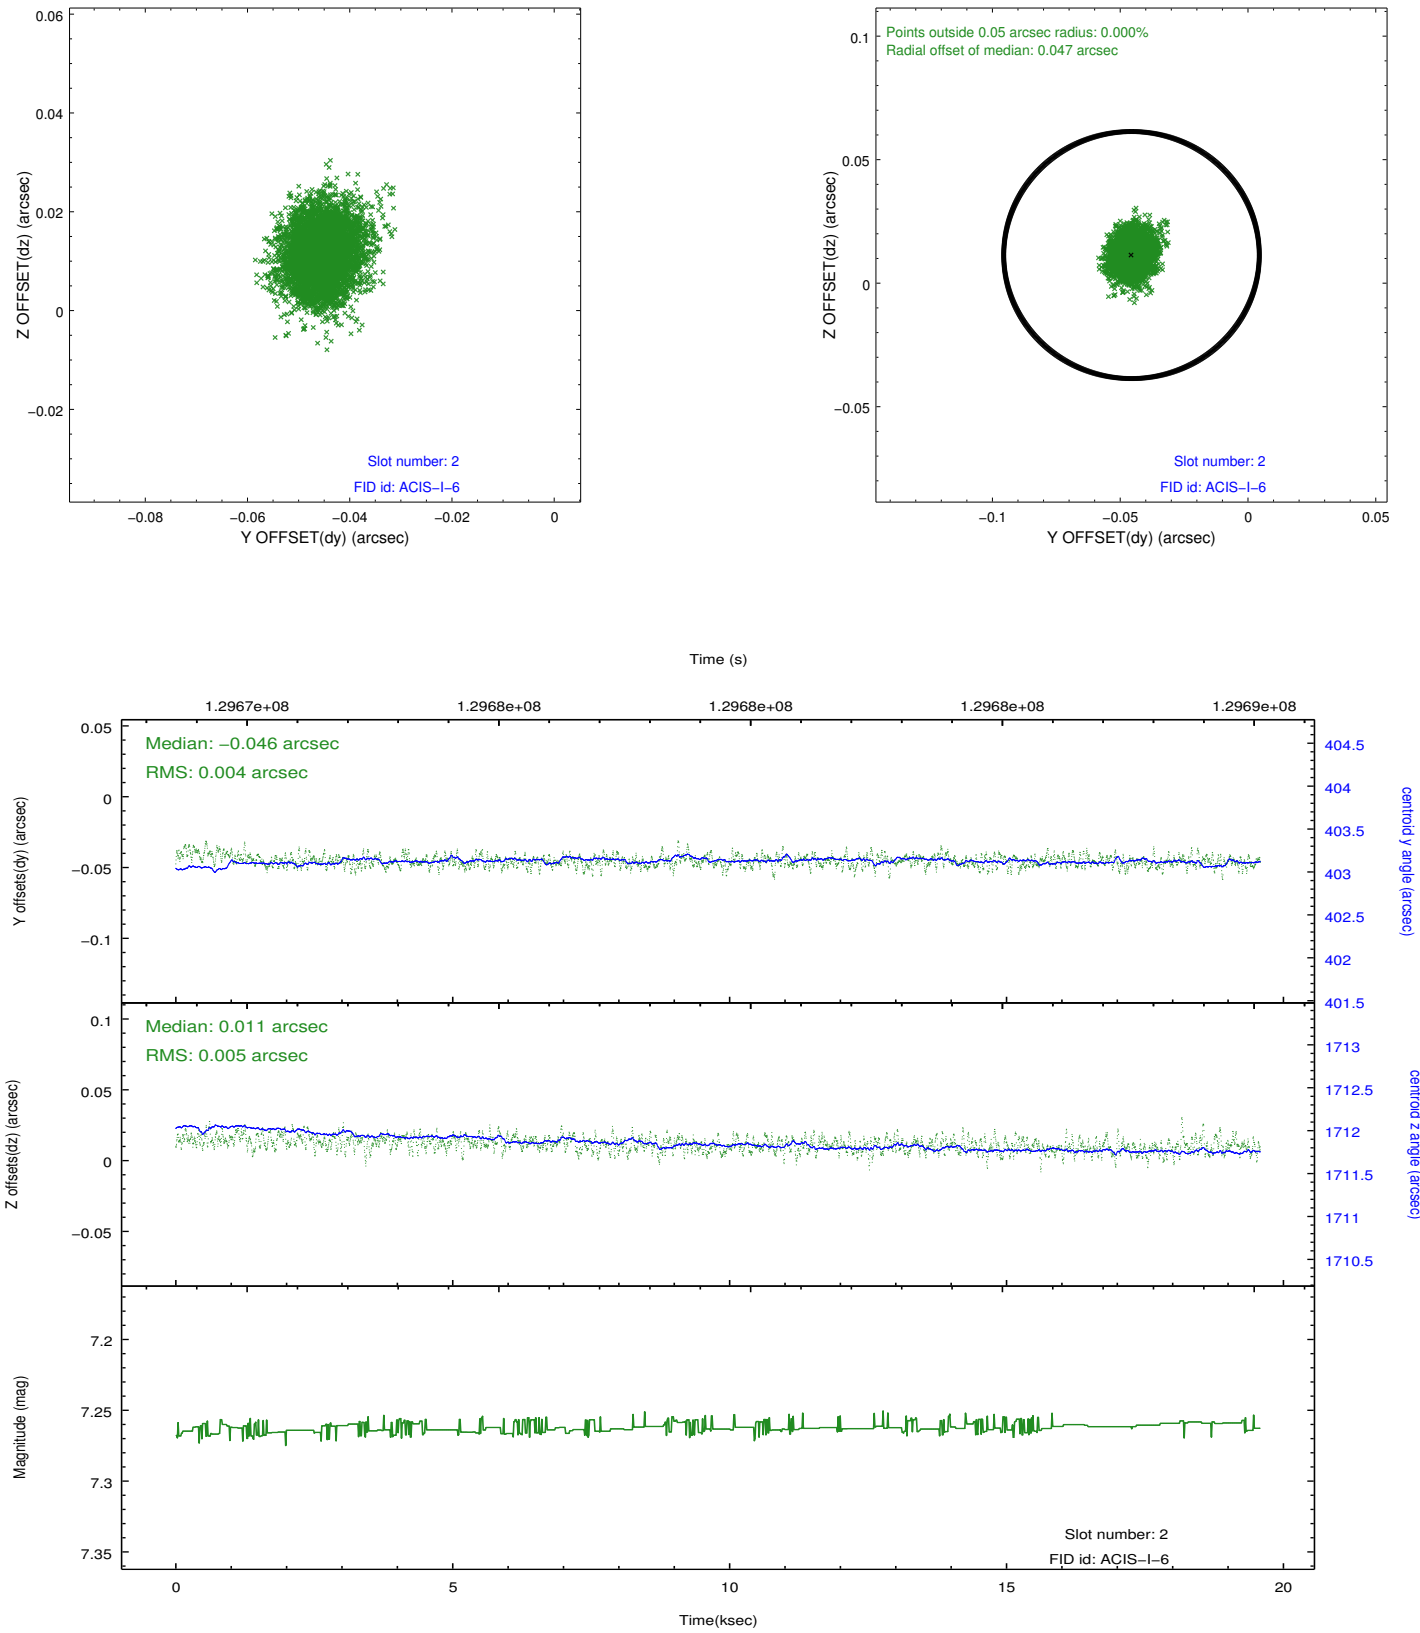 0.06
0.04
0.02
0
−0.02
Z OFFSET(dz) (arcsec)
Slot number: 2
FID id: ACIS−I−6
−0.08 −0.06 −0.04 −0.02 0
Y OFFSET(dy) (arcsec)
Points outside 0.05 arcsec radius: 0.000%
Radial offset of median: 0.047 arcsec
0.1
0.05
0
−0.05
Z OFFSET(dz) (arcsec)
Slot number: 2
FID id: ACIS−I−6
−0.1 −0.05 0 0.05
Y OFFSET(dy) (arcsec)
Time (s)
1.2967e+08 1.2968e+08 1.2968e+08 1.2968e+08 1.2969e+08
Median: −0.046 arcsec
RMS: 0.004 arcsec
0.05
0
−0.05
−0.1
Y offsets(dy) (arcsec)
404.5
404
403.5
403
402.5
402
401.5
centroid y angle (arcsec)
Median: 0.011 arcsec
RMS: 0.005 arcsec
0.1
0.05
0
−0.05
Z offsets(dz) (arcsec)
1713
1712.5
1712
1711.5
1711
1710.5
centroid z angle (arcsec)
7.2
7.25
7.3
7.35
Magnitude (mag)
Slot number: 2
FID id: ACIS−I−6
0 5 10 15 20
Time(ksec)